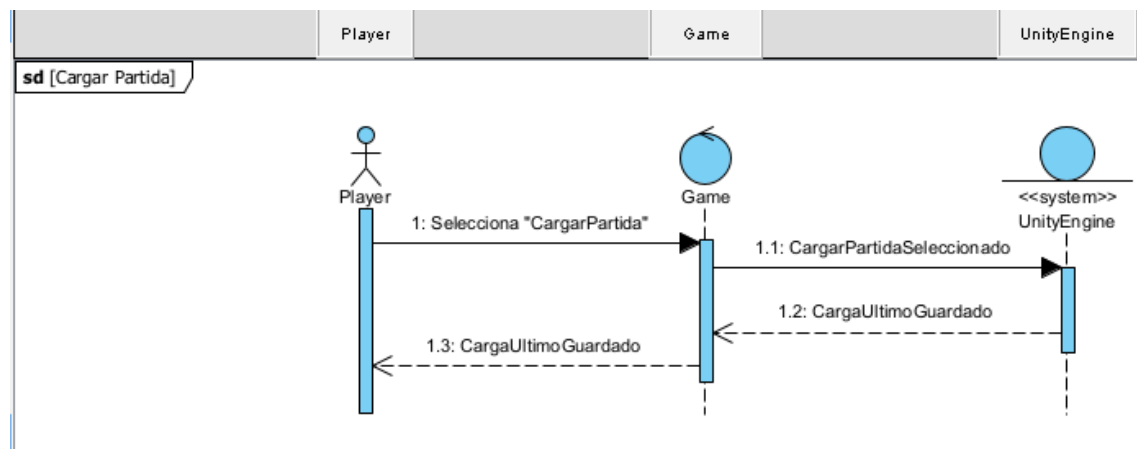 Player
Game
UnityEngine
sd [Cargar Partida]
Player
Game
<<system>>
UnityEngine
1: Selecciona "CargarPartida"
1.1: CargarPartidaSeleccionado
1.2: CargaUltimoGuardado
1.3: CargaUltimoGuardado